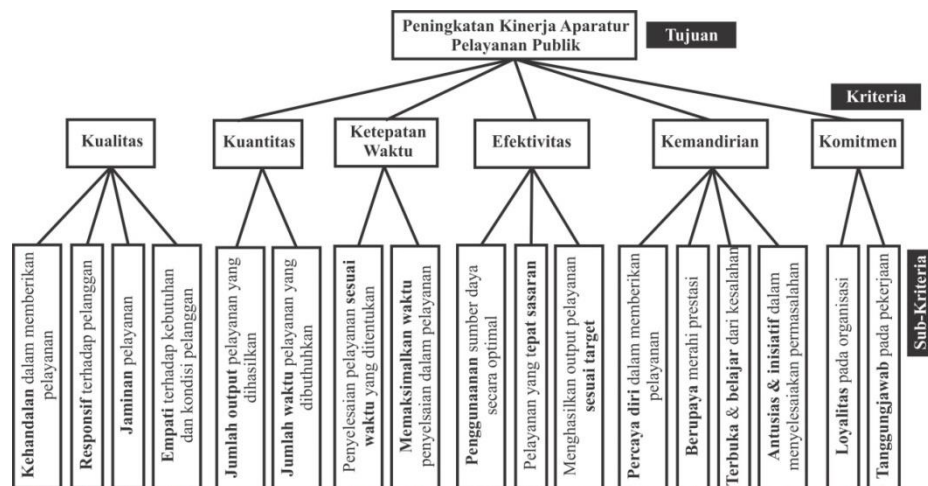 Peningkatan Kinerja Aparatur
Pelayanan Publik
Tujuan
Kriteria
Kualitas
Kuantitas
Ketepatan
Waktu
Efektivitas
Kemandirian
Komitmen
Kehandalan dalam memberikan
pelayanan
Responsif terhadap pelanggan
Jaminan pelayanan
Empati terhadap kebutuhan
dan kondisi pelanggan
Jumlah output pelayanan yang
dihasilkan
Jumlah waktu pelayanan yang
dibuthuhkan
Penyelesaian pelayanan sesuai
waktu yang ditentukan
Memaksimalkan waktu
penyelsaian dalam pelayanan
Penggunaanan sumber daya
secara optimal
Pelayanan yang tepat sasaran
Menghasilkan output pelayanan
sesuai target
Percaya diri dalam memberikan
pelayanan
Berupaya meraih prestasi
Terbuka & belajar dari kesalahan
Antusias & inisiatif dalam
menyelesaiakan permasalahan
Loyalitas pada organisasi
Tanggungjawab pada pekerjaan
Sub-Kriteria